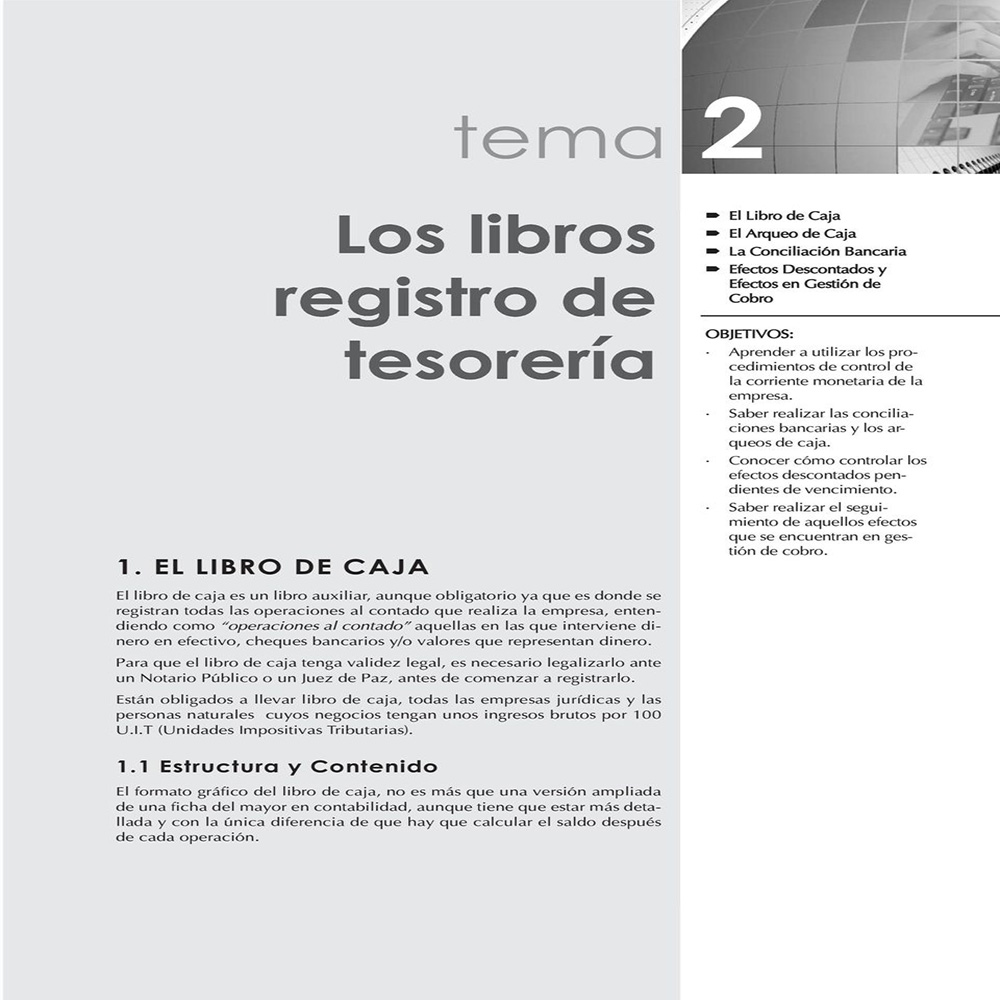 tema
2
Los libros
registro de
tesorería
El Libro de Caja
El Arqueo de Caja
La Conciliación Bancaria
Efectos Descontados y
Efectos en Gestión de
Cobro
OBJETIVOS:
· Aprender a utilizar los pro-
cedimientos de control de
la corriente monetaria de la
empresa.
· Saber realizar las concilia-
ciones bancarias y los ar-
queos de caja.
· Conocer cómo controlar los
efectos descontados pen-
dientes de vencimiento.
· Saber realizar el segui-
miento de aquellos efectos
que se encuentran en ges-
tión de cobro.
1. EL LIBRO DE CAJA
El libro de caja es un libro auxiliar, aunque obligatorio ya que es donde se
registran todas las operaciones al contado que realiza la empresa, enten-
diendo como “operaciones al contado” aquellas en las que interviene di-
nero en efectivo, cheques bancarios y/o valores que representan dinero.
Para que el libro de caja tenga validez legal, es necesario legalizarlo ante
un Notario Público o un Juez de Paz, antes de comenzar a registrarlo.
Están obligados a llevar libro de caja, todas las empresas jurídicas y las
personas naturales cuyos negocios tengan unos ingresos brutos por 100
U.I.T (Unidades Impositivas Tributarias).
1.1 Estructura y Contenido
El formato gráfico del libro de caja, no es más que una versión ampliada
de una ficha del mayor en contabilidad, aunque tiene que estar más deta-
llada y con la única diferencia de que hay que calcular el saldo después
de cada operación.